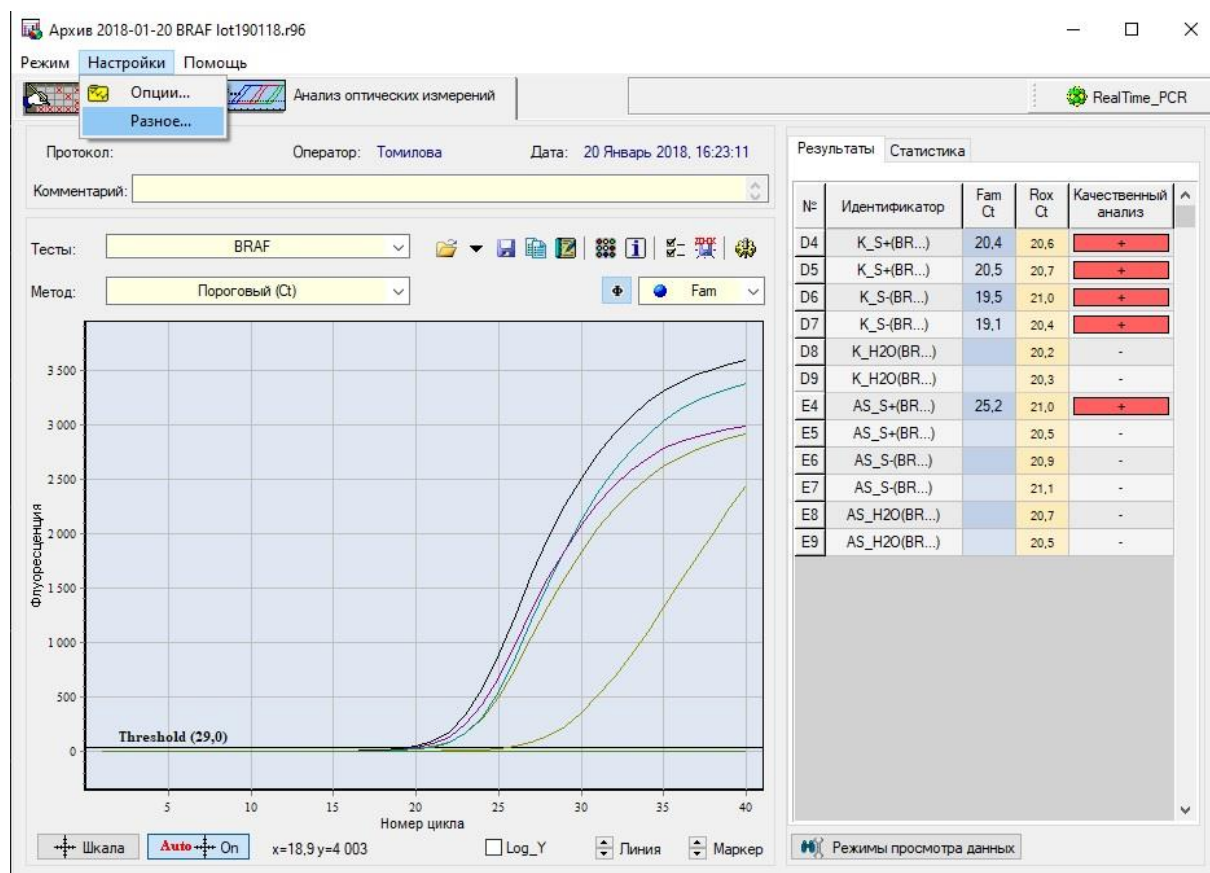 Архив 2018-01-20 BRAF lot190118.r96
Режим Настройки Помощь
Опции...
Разное...
Анализ оптических измерений
RealTime_PCR
Протокол: Оператор: Томилова Дата: 20 Январь 2018, 16:23:11
Комментарий:
Тесты: BRAF
Метод: Пороговый (Ct) Ф Fam
Флуоресценция
3 500
3 000
2 500
2 000
1 500
1 000
500
0
Threshold (29,0)
5 10 15 20 25 30 35 40
Номер цикла
Шкала Auto On x=18,9 y=4 003 Log_Y Линия Маркер
Результаты Статистика
№ Идентификатор Fam Ct Rox Ct Качественный анализ
D4 K_S+(BR...) 20,4 20,6 +
D5 K_S+(BR...) 20,5 20,7 +
D6 K_S-(BR...) 19,5 21,0 +
D7 K_S-(BR...) 19,1 20,4 +
D8 K_H2O(BR...) 20,2 -
D9 K_H2O(BR...) 20,3 -
E4 AS_S+(BR...) 25,2 21,0 +
E5 AS_S+(BR...) 20,5 -
E6 AS_S-(BR...) 20,9 -
E7 AS_S-(BR...) 21,1 -
E8 AS_H2O(BR...) 20,7 -
E9 AS_H2O(BR...) 20,5 -
Режимы просмотра данных